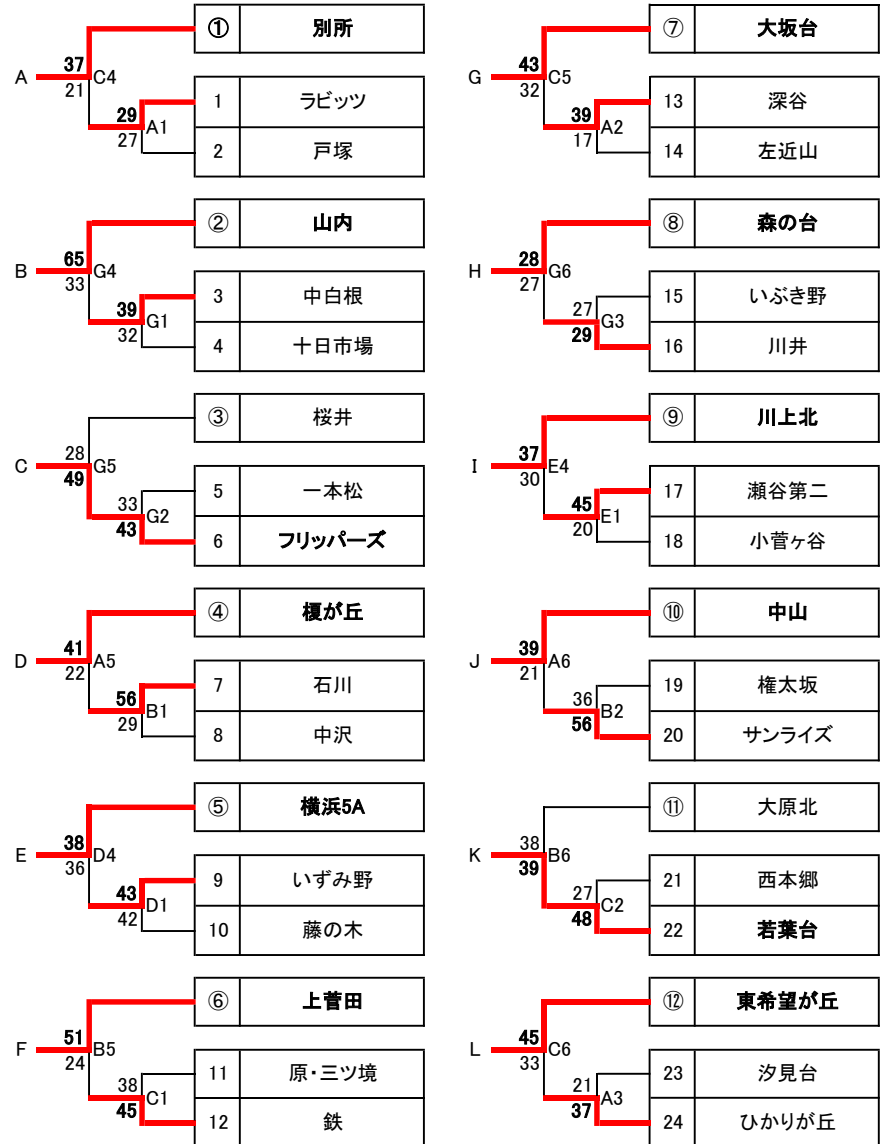 ① 別所
37
A C4
21
1 ラビッツ
29
A1
27
2 戸塚
② 山内
65
B G4
33
3 中白根
39
G1
32
4 十日市場
③ 桜井
28
C G5
49
5 一本松
33
G2
43
6 フリッパーズ
④ 榎が丘
41
D A5
22
7 石川
56
B1
29
8 中沢
⑤ 横浜5A
38
E D4
36
9 いずみ野
43
D1
42
10 藤の木
⑥ 上菅田
51
F B5
24
11 原・三ツ境
38
C1
45
12 鉄
⑦ 大坂台
43
G C5
32
13 深谷
39
A2
17
14 左近山
⑧ 森の台
28
H G6
27
15 いぶき野
27
G3
29
16 川井
⑨ 川上北
37
I E4
30
17 瀬谷第二
45
E1
20
18 小菅ヶ谷
⑩ 中山
39
J A6
21
19 権太坂
36
B2
56
20 サンライズ
⑪ 大原北
38
K B6
39
21 西本郷
27
C2
48
22 若葉台
⑫ 東希望が丘
45
L C6
33
23 汐見台
21
A3
37
24 ひかりが丘